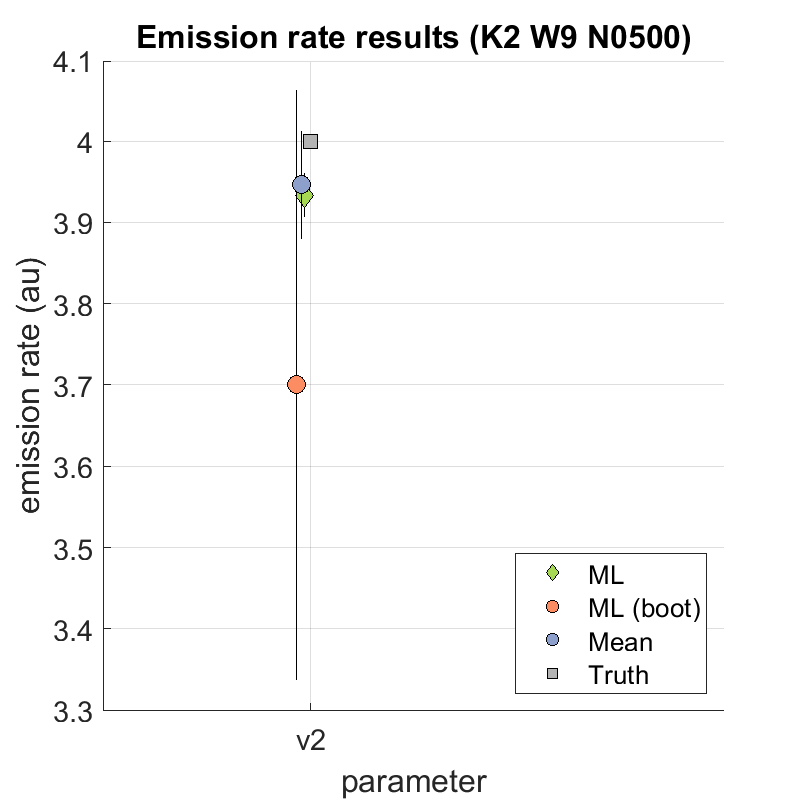 Emission rate results (K2 W9 N0500)
4.1
4
3.9
3.8
3.7
3.6
3.5
3.4
3.3
emission rate (au)
ML
ML (boot)
Mean
Truth
v2
parameter